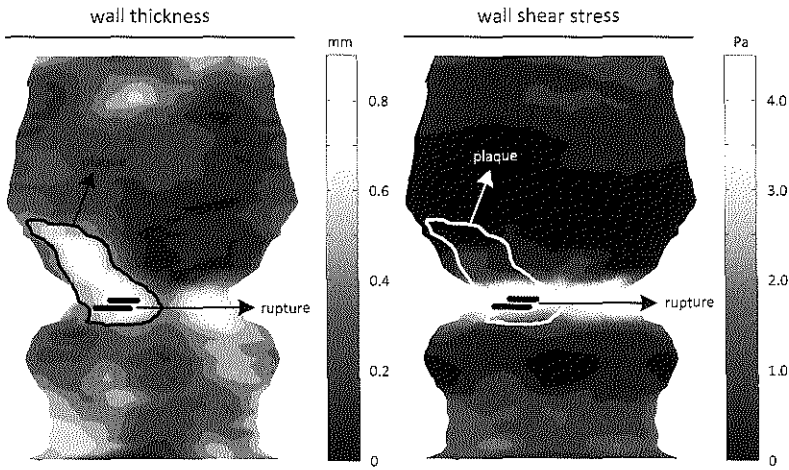 wall thickness
wall shear stress
mm
0.8
0.6
0.4
0.2
0
plaque
rupture
Pa
4.0
3.0
2.0
1.0
0
plaque
rupture